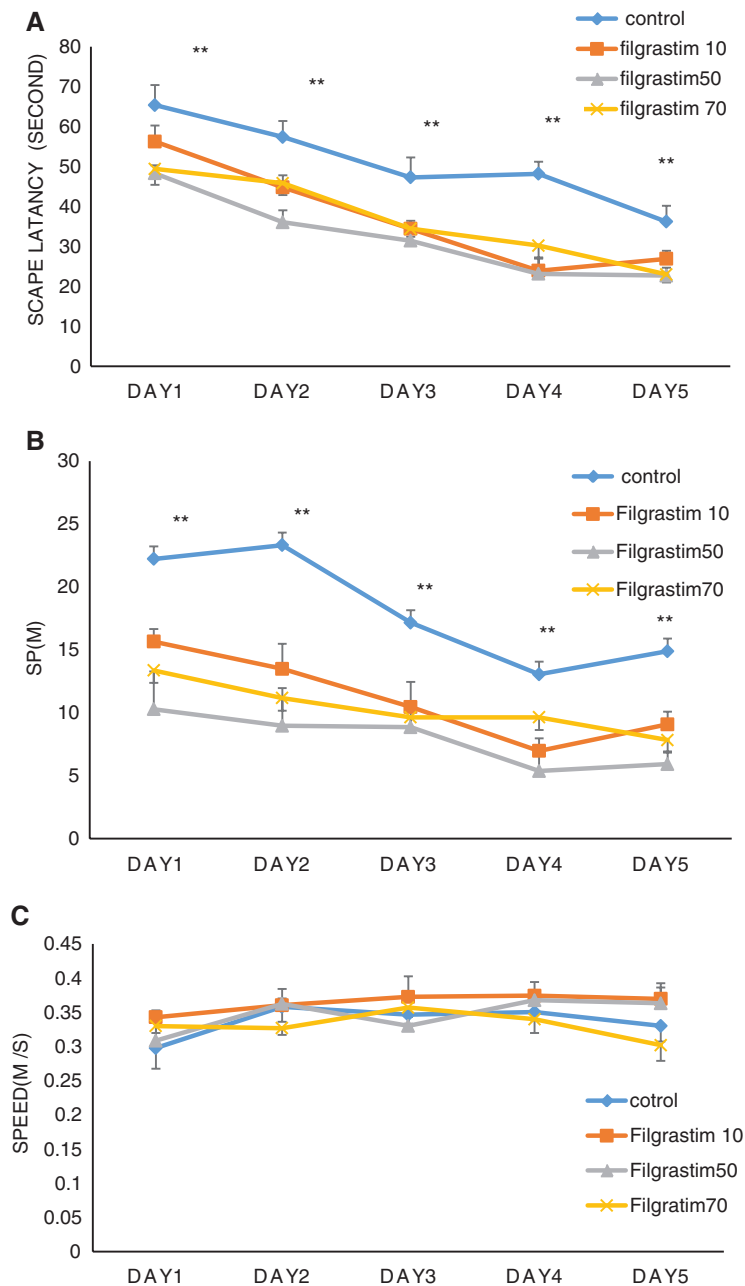 A
control
filgrastim 10
filgrastim50
filgrastim 70
SCAPE LATANCY (SECOND)
80
70
60
50
40
30
20
10
0
** ** ** ** **
DAY1 DAY2 DAY3 DAY4 DAY5
B
control
Filgrastim 10
Filgrastim50
Filgrastim70
SP(M)
30
25
20
15
10
5
0
** ** ** ** **
DAY1 DAY2 DAY3 DAY4 DAY5
C
SPEED(M /S)
0.45
0.4
0.35
0.3
0.25
0.2
0.15
0.1
0.05
0
cotrol
Filgrastim 10
Filgrastim50
Filgratim70
DAY1 DAY2 DAY3 DAY4 DAY5